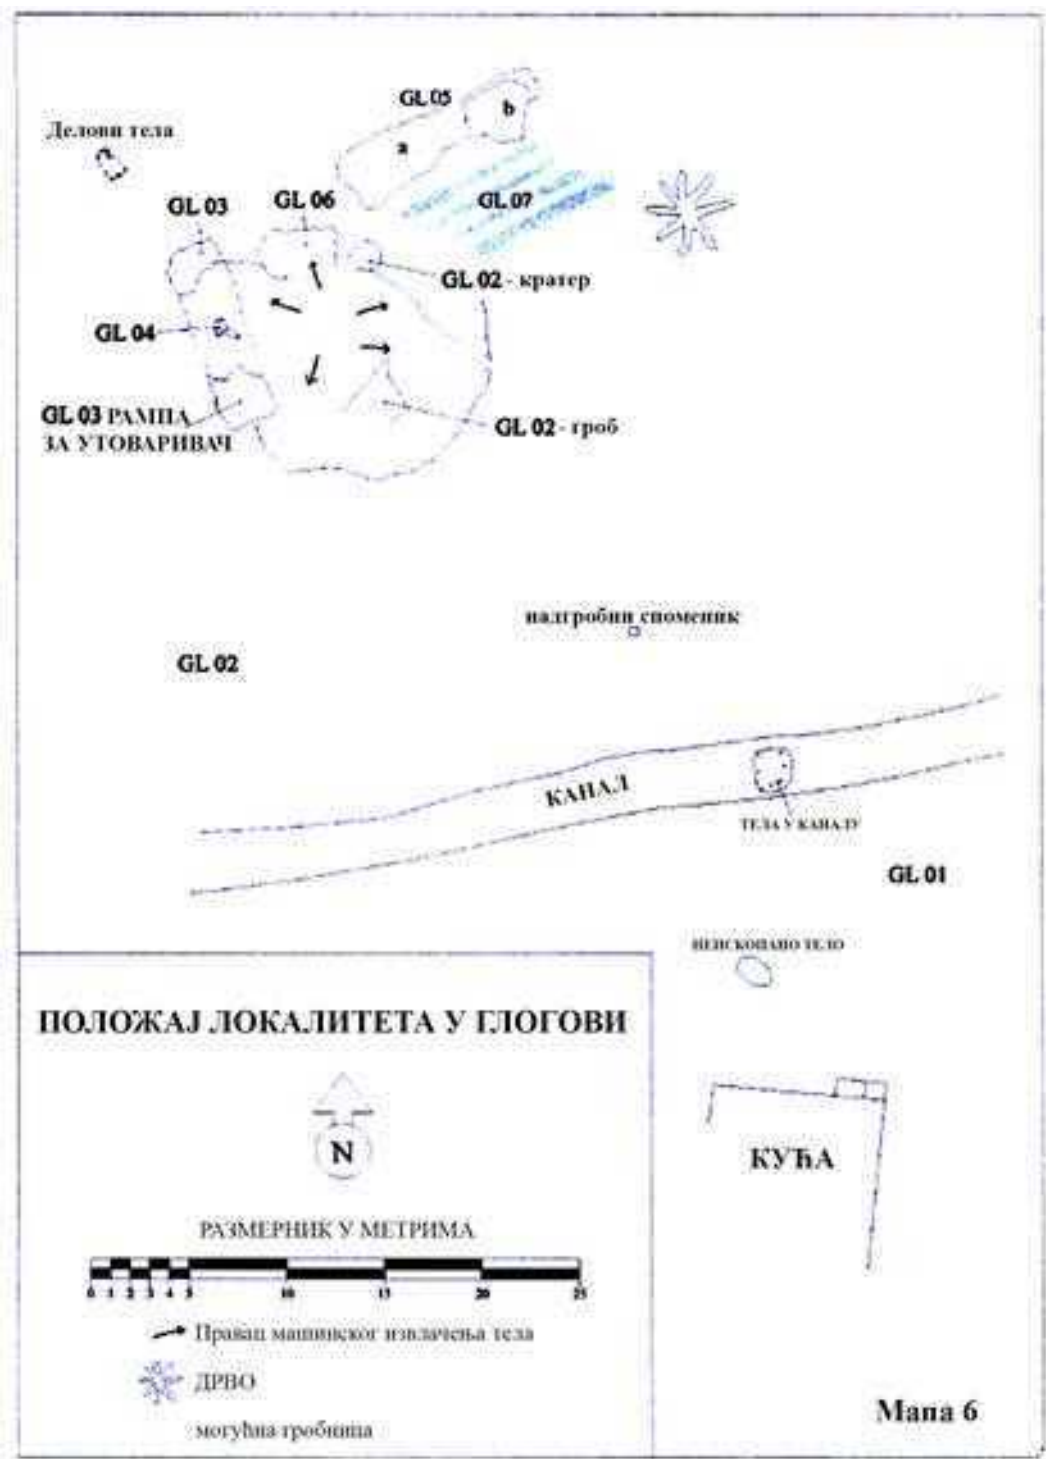 GL 05
b
a
Делови тела
GL 03
GL 06
GL 07
GL 02 - кратер
GL 04
GL 03 РАМПА
ЗА УТОВАРИВАЧ
GL 02 - гроб
надгробни споменик
GL 02
КАНАЛ
ТЕЛА У КАНАЛУ
GL 01
НЕИСКОПАНО ТЕЛО
ПОЛОЖАЈ ЛОКАЛИТЕТА У ГЛОГОВИ
N
РАЗМЕРНИК У МЕТРИМА
0 1 2 3 4 5 10 15 20 25
Правац машинског извлачења тела
ДРВО
могућна гробница
КУЋА
Мапа 6